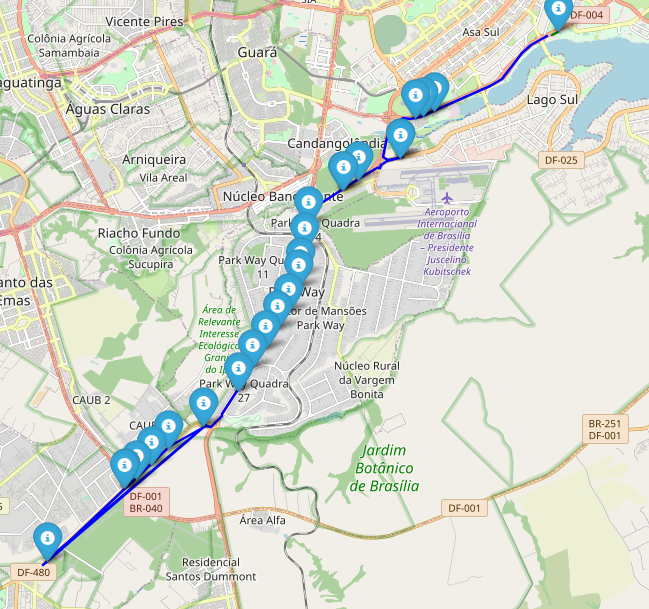 SIA
Vicente Pires
DF-004
Asa Sul
Colônia Agrícola
Samambaia
Guará
aguatinga
Águas Claras
Lago Sul
Candangolândia
Arniqueira
DF-025
Vila Areal
Núcleo Bandeirante
Park Way Quadra
Aeroporto
Internacional
de Brasília
– Presidente
Juscelino
Kubitschek
Riacho Fundo
Colônia Agrícola
Sucupira
Park Way Quadra
11
anto das
Emas
Park Way
Setor de Mansões
Park Way
Área de
Relevante
Interesse
Ecológico
Granja
do Ipê
Núcleo Rural
da Vargem
Bonita
Park Way Quadra
27
CAUB 2
CAUB
BR-251
DF-001
Jardim
Botânico
de Brasília
DF-001
BR-040
DF-001
Área Alfa
Residencial
Santos Dummont
DF-480